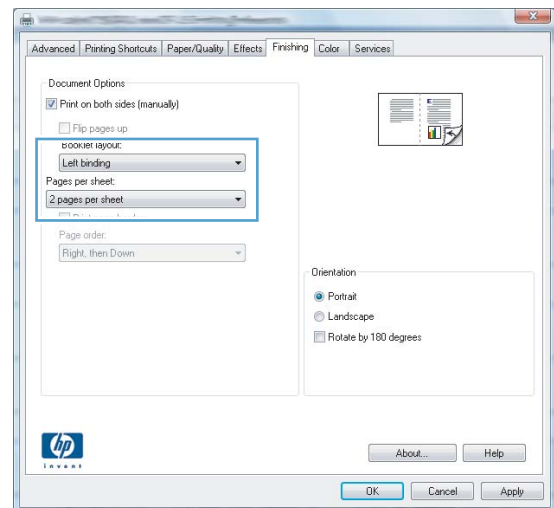 Advanced Printing Shortcuts Paper/Quality Effects Finishing Color Services
Document Options
Print on both sides (manually)
Flip pages up
Booklet layout:
Left binding
Pages per sheet:
2 pages per sheet
Page order:
Right, then Down
Orientation
Portrait
Landscape
Rotate by 180 degrees
hp
invent
About... Help
OK Cancel Apply